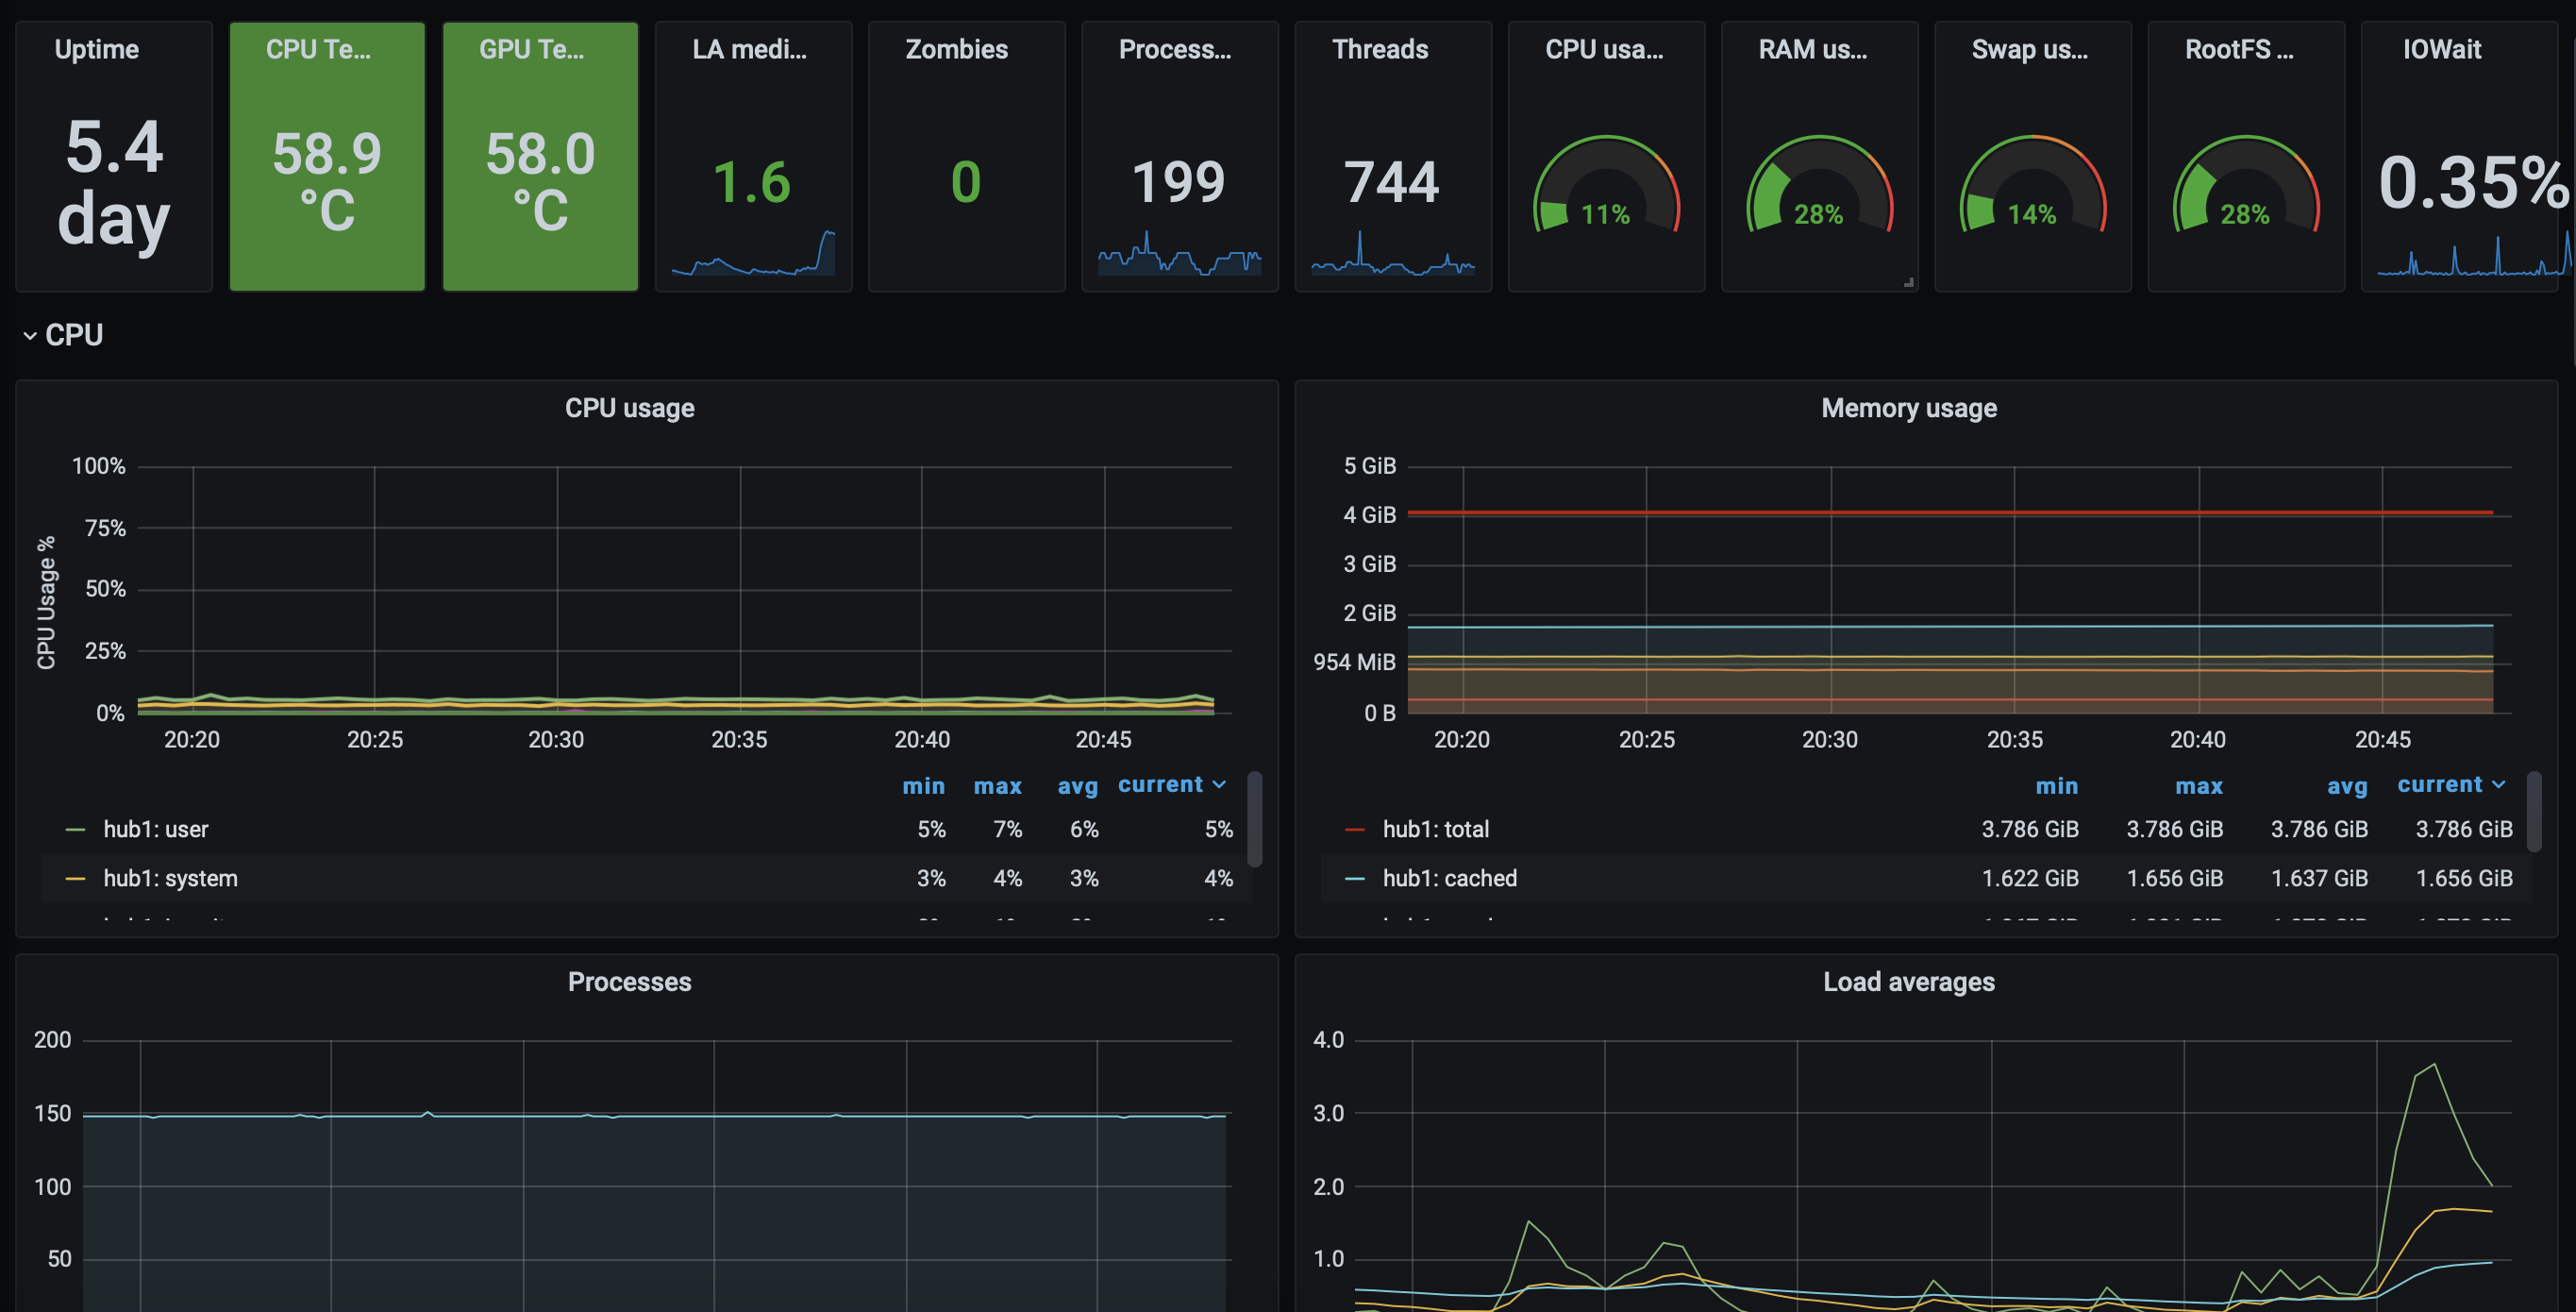 Uptime
CPU Te...
GPU Te...
LA medi...
Zombies
Process...
Threads
CPU usa...
RAM us...
Swap us...
RootFS ...
IOWait
5.4
day
58.9
°C
58.0
°C
1.6
0
199
744
11%
28%
14%
28%
0.35%
CPU
CPU usage
CPU Usage %
100%
75%
50%
25%
0%
20:20 20:25 20:30 20:35 20:40 20:45
min max avg current
hub1: user 5% 7% 6% 5%
hub1: system 3% 4% 3% 4%
Memory usage
5 GiB
4 GiB
3 GiB
2 GiB
954 MiB
0 B
20:20 20:25 20:30 20:35 20:40 20:45
min max avg current
hub1: total 3.786 GiB 3.786 GiB 3.786 GiB 3.786 GiB
hub1: cached 1.622 GiB 1.656 GiB 1.637 GiB 1.656 GiB
Processes
200
150
100
50
Load averages
4.0
3.0
2.0
1.0